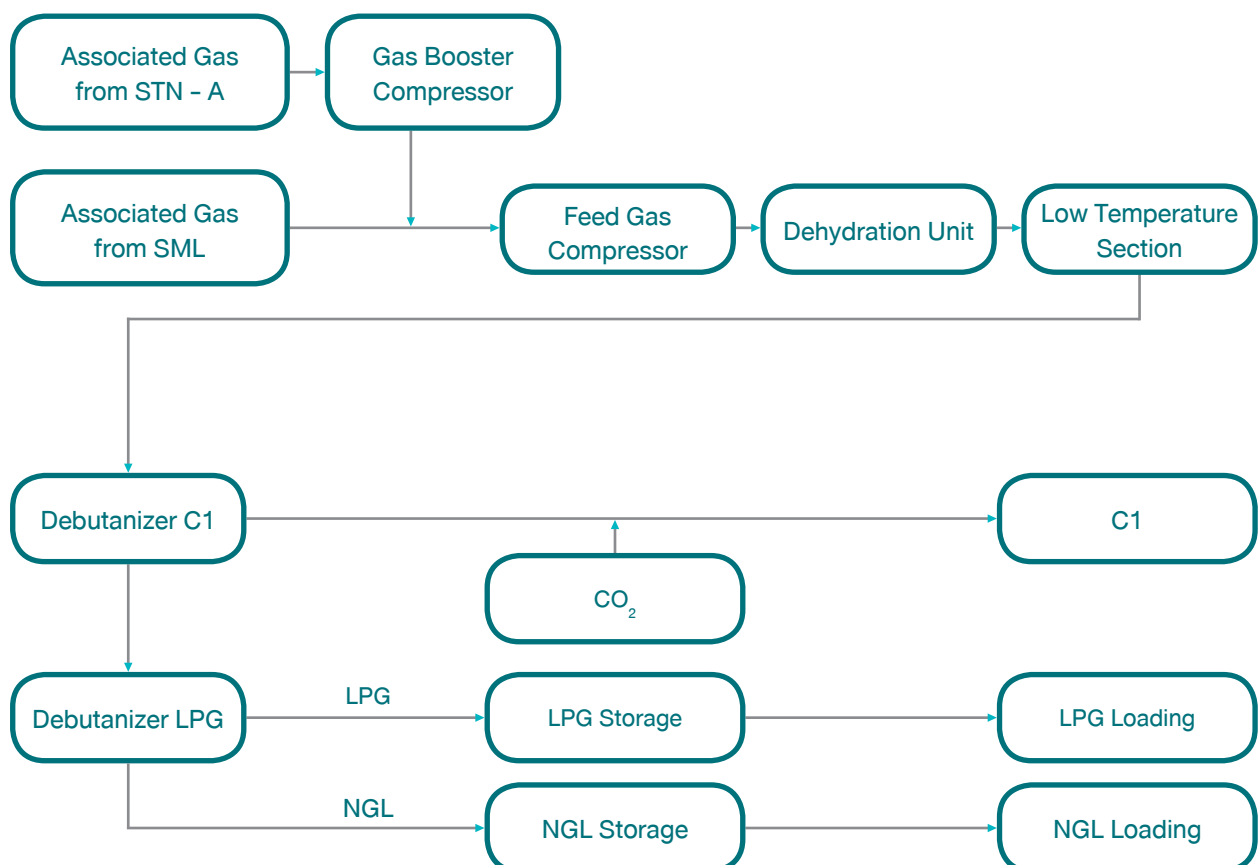 Associated Gas
from STN – A
Gas Booster
Compressor
Associated Gas
from SML
Feed Gas
Compressor
Dehydration Unit
Low Temperature
Section
Debutanizer C1
C1
CO₂
Debutanizer LPG
LPG
LPG Storage
LPG Loading
NGL
NGL Storage
NGL Loading